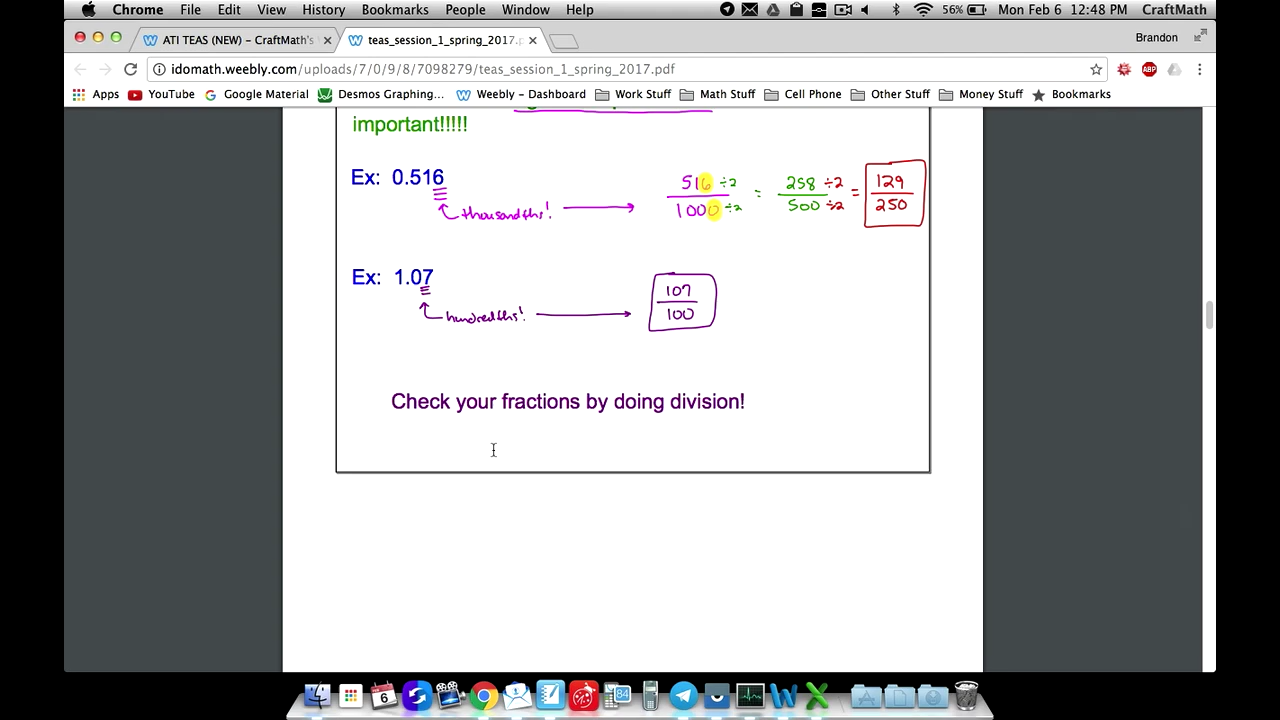 Chrome File Edit View History Bookmarks People Window Help 56% Mon Feb 6 12:48 PM CraftMath
ATI TEAS (NEW) – CraftMath's × teas_session_1_spring_2017.p × Brandon
idomath.weebly.com/uploads/7/0/9/8/7098279/teas_session_1_spring_2017.pdf
Apps YouTube Google Material Desmos Graphing... Weebly – Dashboard Work Stuff Math Stuff Cell Phone Other Stuff Money Stuff Bookmarks
important!!!!!
Ex: 0.516
thousandths!
516 ÷2 = 258 ÷2 = 129
1000 ÷2 500 ÷2 250
Ex: 1.07
hundredths!
107
100
Check your fractions by doing division!
FEB
6
84